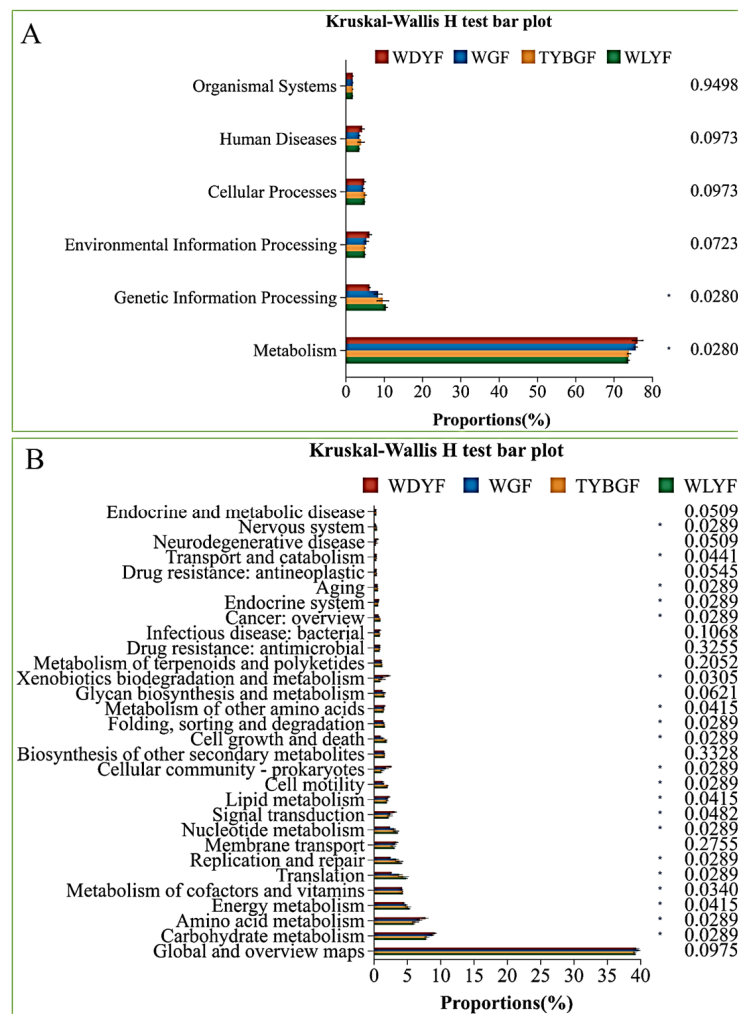 A
Kruskal-Wallis H test bar plot
WDYF WGF TYBGF WLYF
Organismal Systems 0.9498
Human Diseases 0.0973
Cellular Processes 0.0973
Environmental Information Processing 0.0723
Genetic Information Processing * 0.0280
Metabolism * 0.0280
0 10 20 30 40 50 60 70 80
Proportions(%)
B
Kruskal-Wallis H test bar plot
WDYF WGF TYBGF WLYF
Endocrine and metabolic disease 0.0509
Nervous system * 0.0289
Neurodegenerative disease 0.0509
Transport and catabolism * 0.0441
Drug resistance: antineoplastic 0.0545
Aging * 0.0289
Endocrine system * 0.0289
Cancer: overview * 0.0289
Infectious disease: bacterial 0.1068
Drug resistance: antimicrobial 0.3255
Metabolism of terpenoids and polyketides 0.2052
Xenobiotics biodegradation and metabolism * 0.0305
Glycan biosynthesis and metabolism 0.0621
Metabolism of other amino acids * 0.0415
Folding, sorting and degradation * 0.0289
Cell growth and death * 0.0289
Biosynthesis of other secondary metabolites 0.3328
Cellular community - prokaryotes * 0.0289
Cell motility * 0.0289
Lipid metabolism * 0.0415
Signal transduction * 0.0482
Nucleotide metabolism * 0.0289
Membrane transport 0.2755
Replication and repair * 0.0289
Translation * 0.0289
Metabolism of cofactors and vitamins * 0.0340
Energy metabolism * 0.0415
Amino acid metabolism * 0.0289
Carbohydrate metabolism * 0.0289
Global and overview maps 0.0975
0 5 10 15 20 25 30 35 40
Proportions(%)